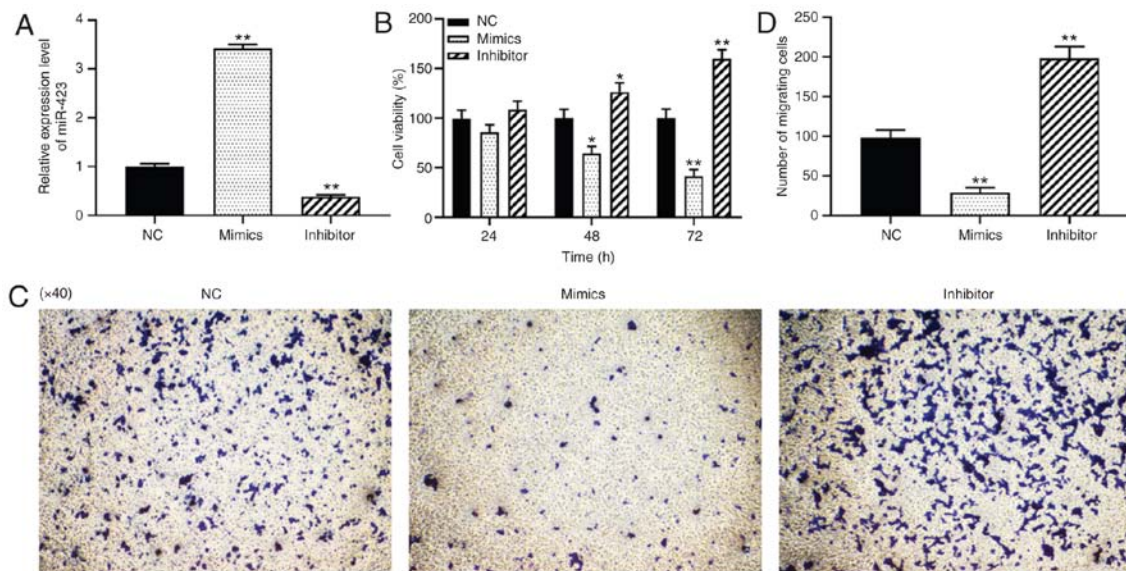 A
Relative expression level
of miR-423
4
3
2
1
0
**
**
NC
Mimics
Inhibitor
B
NC
Mimics
Inhibitor
Cell viability (%)
200
150
100
50
0
*
*
**
**
24
48
72
Time (h)
D
Number of migrating cells
250
200
150
100
50
0
**
**
NC
Mimics
Inhibitor
C
(×40)
NC
Mimics
Inhibitor